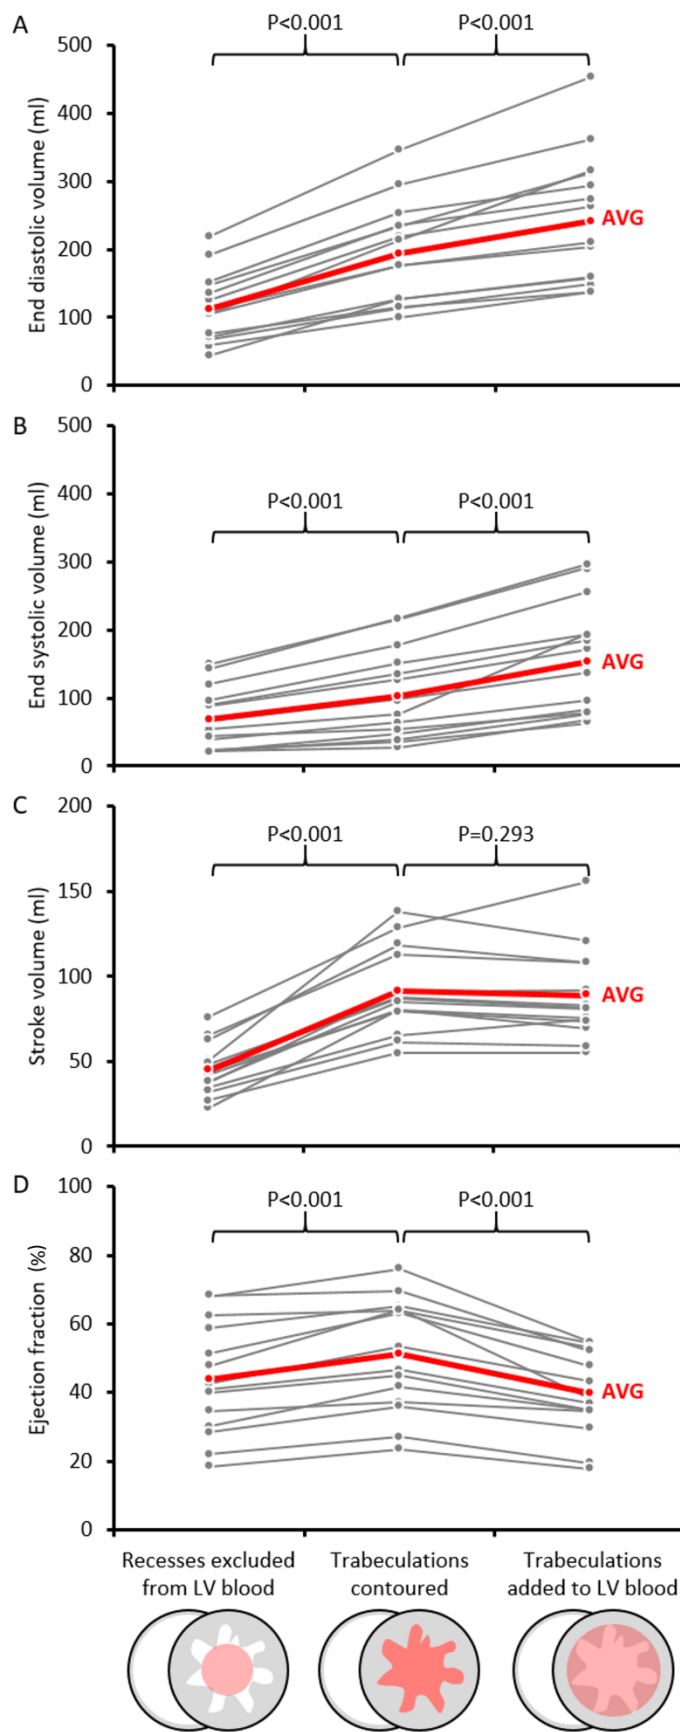 A
P<0.001 P<0.001
500
400
300
200
100
0
End diastolic volume (ml)
AVG
B
P<0.001 P<0.001
500
400
300
200
100
0
End systolic volume (ml)
AVG
C
P<0.001 P=0.293
200
150
100
50
0
Stroke volume (ml)
AVG
D
P<0.001 P<0.001
100
80
60
40
20
0
Ejection fraction (%)
AVG
Recesses excluded
from LV blood
Trabeculations
contoured
Trabeculations
added to LV blood